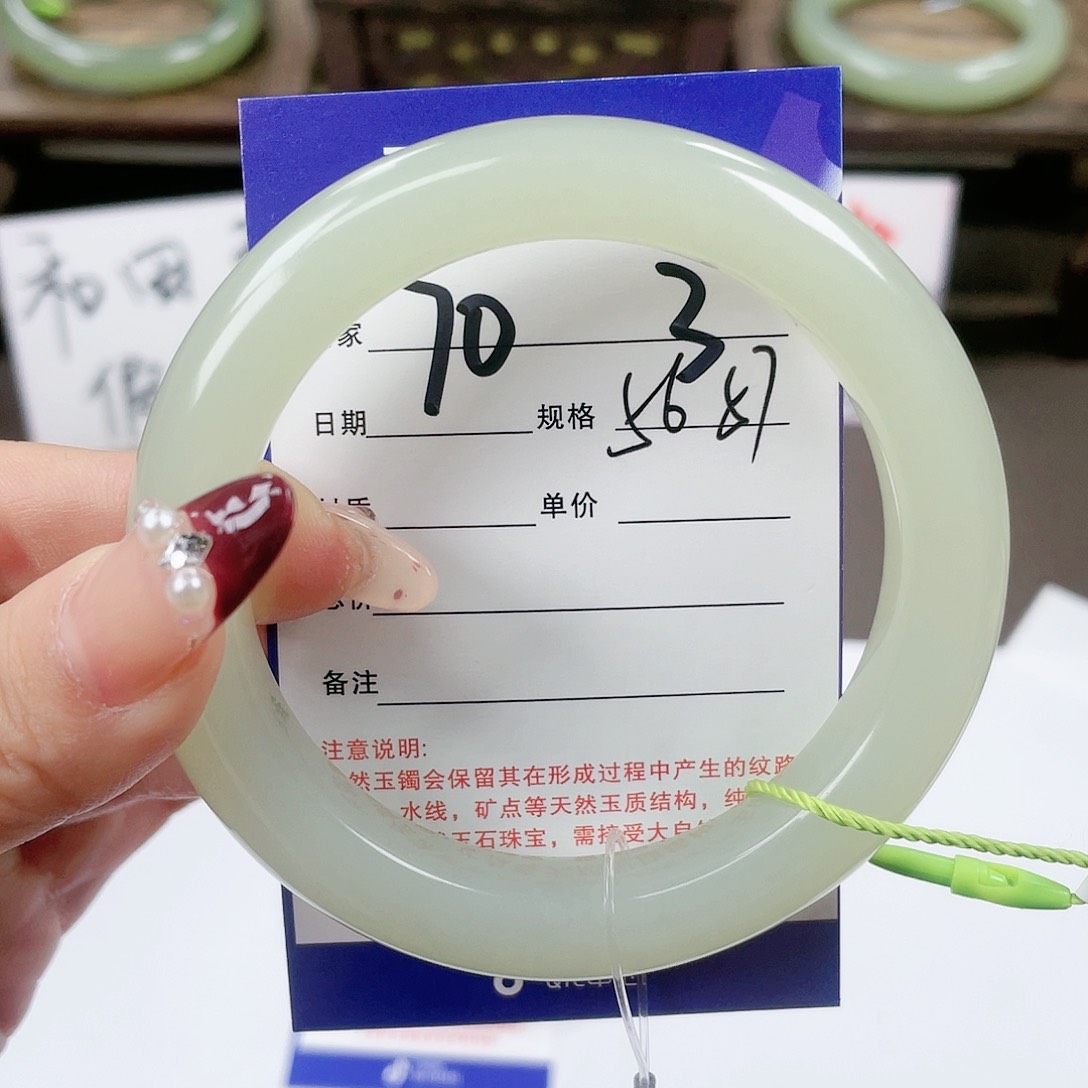 和田
家 70 3
日期 规格 56 87
单价
备注
注意说明:
然玉镯会保留其在形成过程中产生的纹路
水线，矿点等天然玉质结构，纯
玉石珠宝，需接受大自